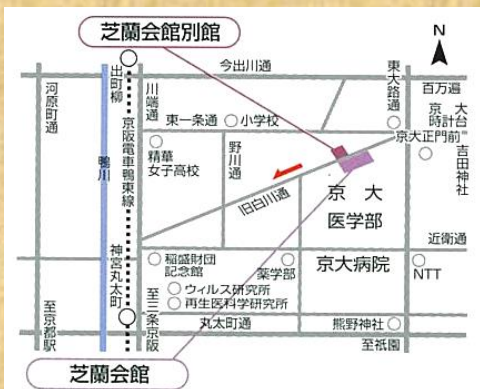 芝蘭会館別館
N
今出川通
出町柳
河原町通
鴨川
京阪電車鴨東線
川端通
東大路通
百万遍
京大
時計台
京大正門前
吉田神社
東一条通
小学校
精華
女子高校
野川通
旧白川通
京大
医学部
近衛通
稲盛財団
記念館
薬学部
京大病院
NTT
ウィルス研究所
再生医科学研究所
神宮丸太町
至三条京阪
至京都駅
丸太町通
熊野神社
至祇園
芝蘭会館